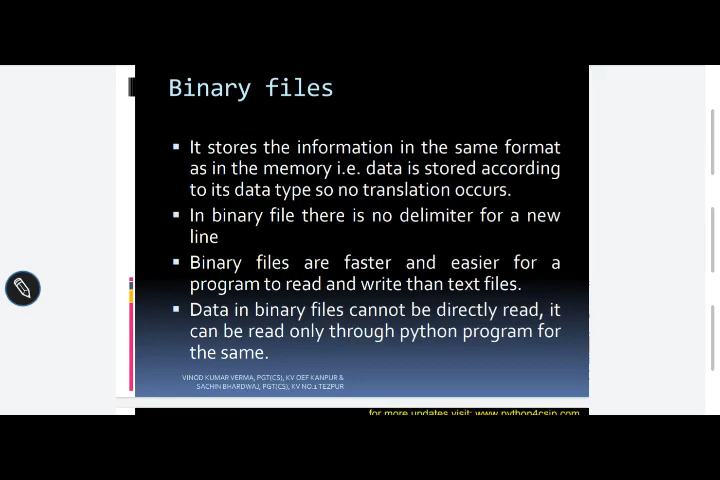 Binary files
It stores the information in the same format
as in the memory i.e. data is stored according
to its data type so no translation occurs.
In binary file there is no delimiter for a new
line
Binary files are faster and easier for a
program to read and write than text files.
Data in binary files cannot be directly read, it
can be read only through python program for
the same.
VINOD KUMAR VERMA, PGT(CS), KV OEF KANPUR &
SACHIN BHARDWAJ, PGT(CS), KV NO.1 TEZPUR
for more updates visit: www.python4csip.com